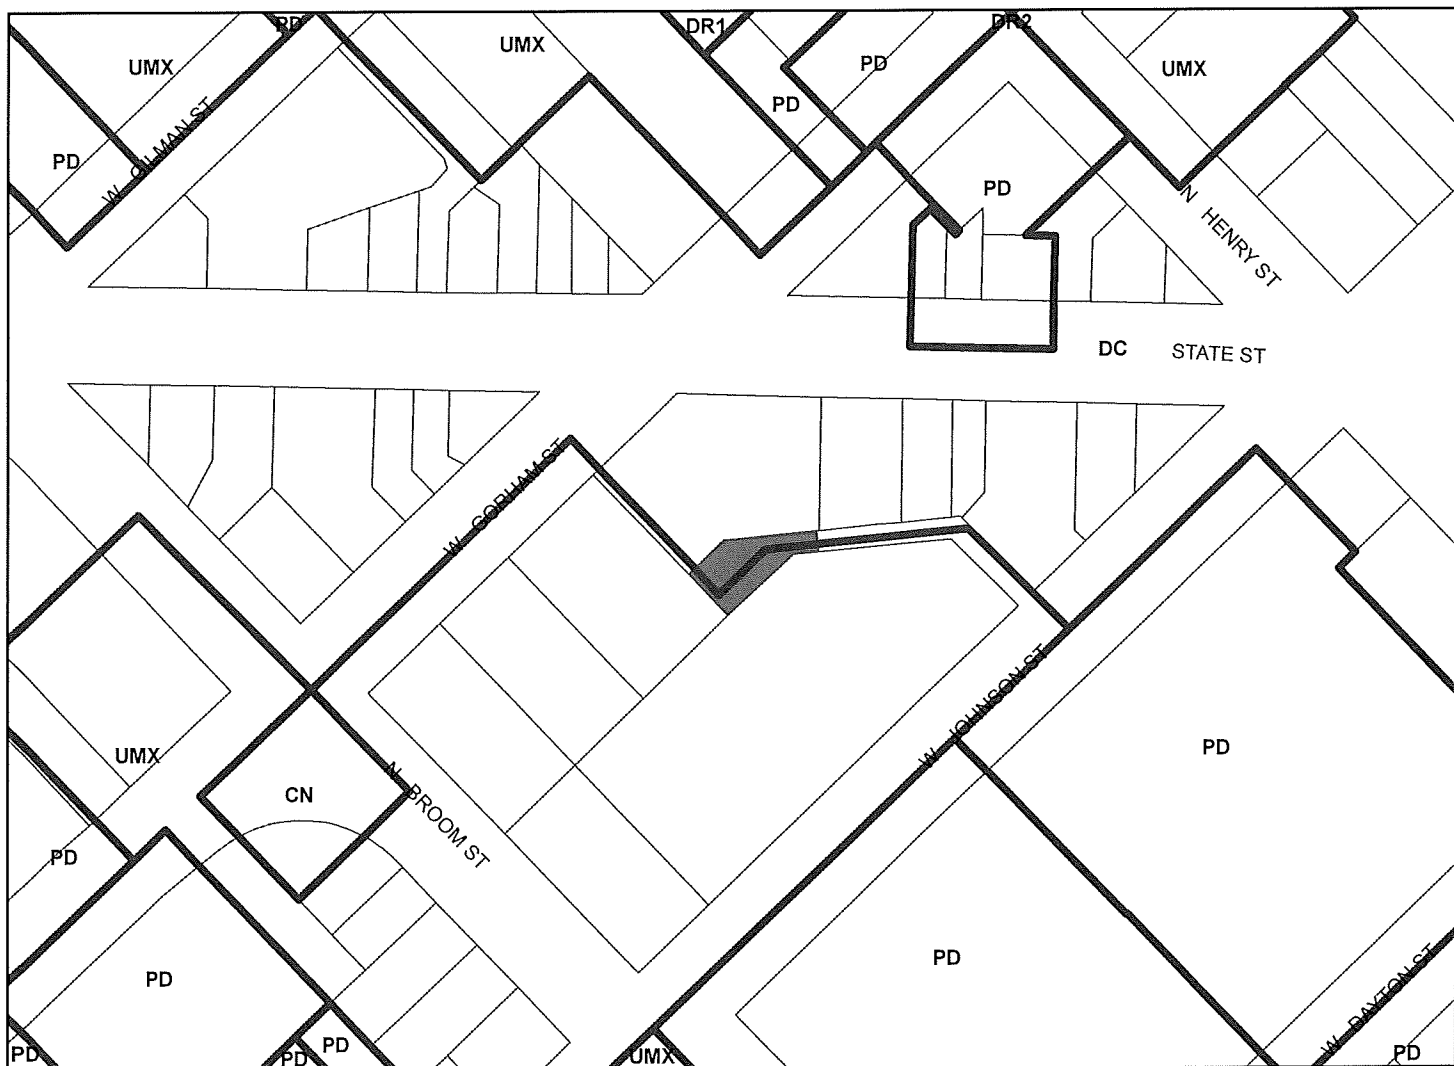 PD
DR1
DR2
UMX
UMX
PD
UMX
PD
PD
W GILMAN ST
PD
N HENRY ST
DC
STATE ST
W GORHAM ST
W JOHNSON ST
PD
UMX
N BROOM ST
CN
PD
PD
PD
W DAYTON ST
PD
PD
PD
UMX
PD